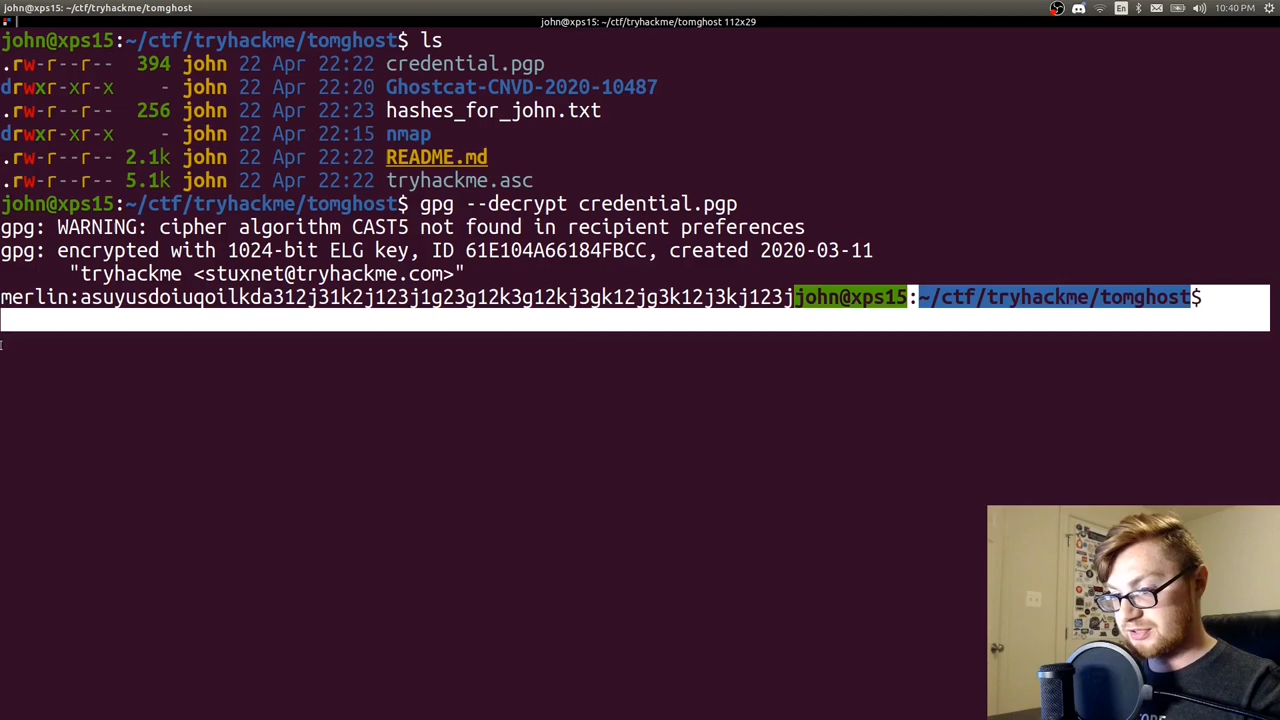 john@xps15: ~/ctf/tryhackme/tomghost
En
10:40 PM
john@xps15: ~/ctf/tryhackme/tomghost 112x29
john@xps15:~/ctf/tryhackme/tomghost$ ls
.rw-r--r-- 394 john 22 Apr 22:22 credential.pgp
drwxr-xr-x - john 22 Apr 22:20 Ghostcat-CNVD-2020-10487
.rw-r--r-- 256 john 22 Apr 22:23 hashes_for_john.txt
drwxr-xr-x - john 22 Apr 22:15 nmap
.rw-r--r-- 2.1k john 22 Apr 22:22 README.md
.rw-r--r-- 5.1k john 22 Apr 22:22 tryhackme.asc
john@xps15:~/ctf/tryhackme/tomghost$ gpg --decrypt credential.pgp
gpg: WARNING: cipher algorithm CAST5 not found in recipient preferences
gpg: encrypted with 1024-bit ELG key, ID 61E104A66184FBCC, created 2020-03-11
"tryhackme <stuxnet@tryhackme.com>"
merlin:asuyusdoiuqoilkda312j31k2j123j1g23g12k3g12kj3gk12jg3k12j3kj123jjohn@xps15:~/ctf/tryhackme/tomghost$